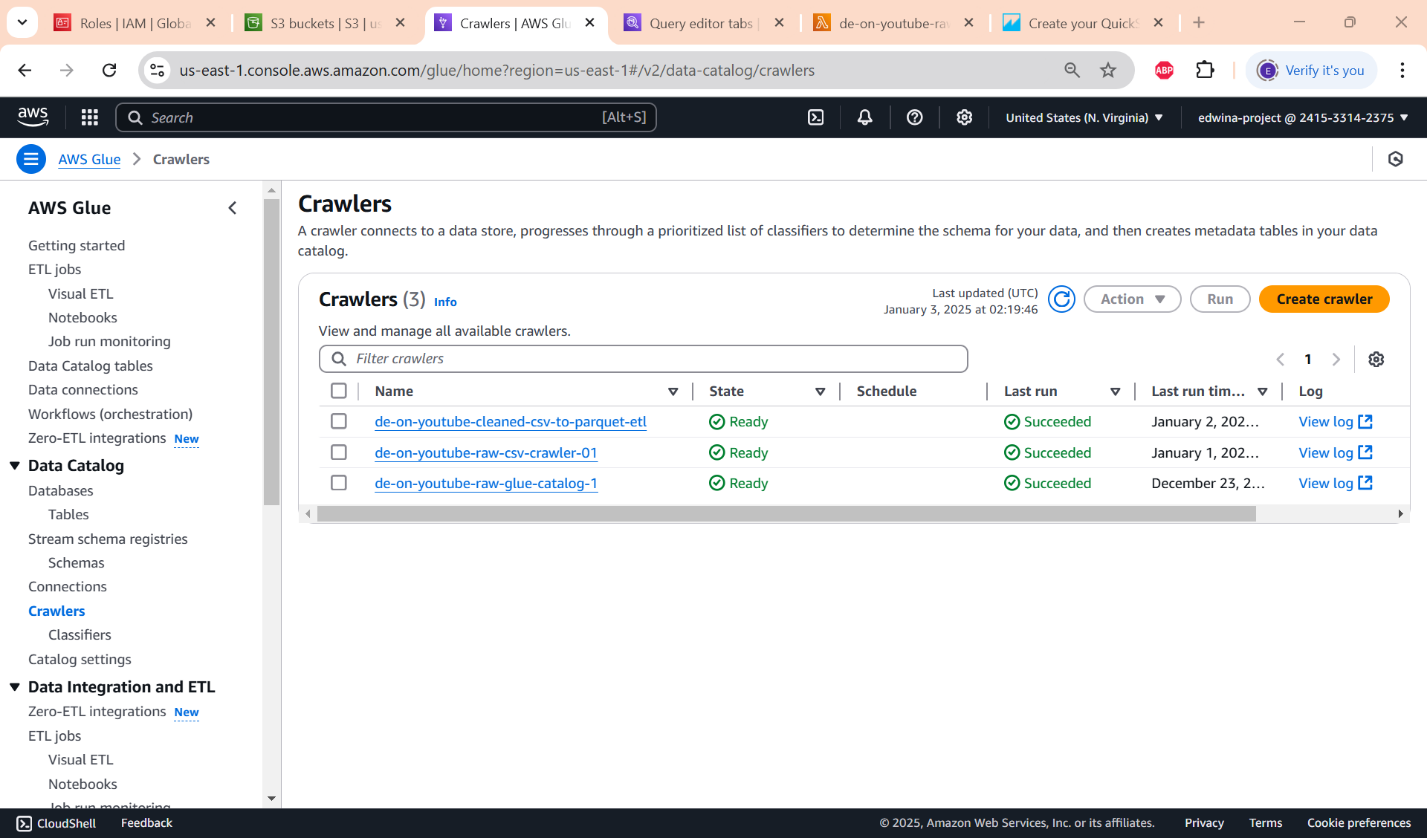 Roles | IAM | Globa
S3 buckets | S3 | us
Crawlers | AWS Glu
Query editor tabs |
de-on-youtube-raw
Create your QuickS
us-east-1.console.aws.amazon.com/glue/home?region=us-east-1#/v2/data-catalog/crawlers
ABP
E
Verify it's you
aws
Search
[Alt+S]
United States (N. Virginia)
edwina-project @ 2415-3314-2375
AWS Glue
Crawlers
AWS Glue
Getting started
ETL jobs
Visual ETL
Notebooks
Job run monitoring
Data Catalog tables
Data connections
Workflows (orchestration)
Zero-ETL integrations New
Data Catalog
Databases
Tables
Stream schema registries
Schemas
Connections
Crawlers
Classifiers
Catalog settings
Data Integration and ETL
Zero-ETL integrations New
ETL jobs
Visual ETL
Notebooks
Job run monitoring
Crawlers
A crawler connects to a data store, progresses through a prioritized list of classifiers to determine the schema for your data, and then creates metadata tables in your data
catalog.
Crawlers (3) Info
Last updated (UTC)
January 3, 2025 at 02:19:46
Action
Run
Create crawler
View and manage all available crawlers.
Filter crawlers
1
Name State Schedule Last run Last run tim... Log
de-on-youtube-cleaned-csv-to-parquet-etl Ready Succeeded January 2, 202... View log
de-on-youtube-raw-csv-crawler-01 Ready Succeeded January 1, 202... View log
de-on-youtube-raw-glue-catalog-1 Ready Succeeded December 23, 2... View log
CloudShell
Feedback
© 2025, Amazon Web Services, Inc. or its affiliates.
Privacy
Terms
Cookie preferences